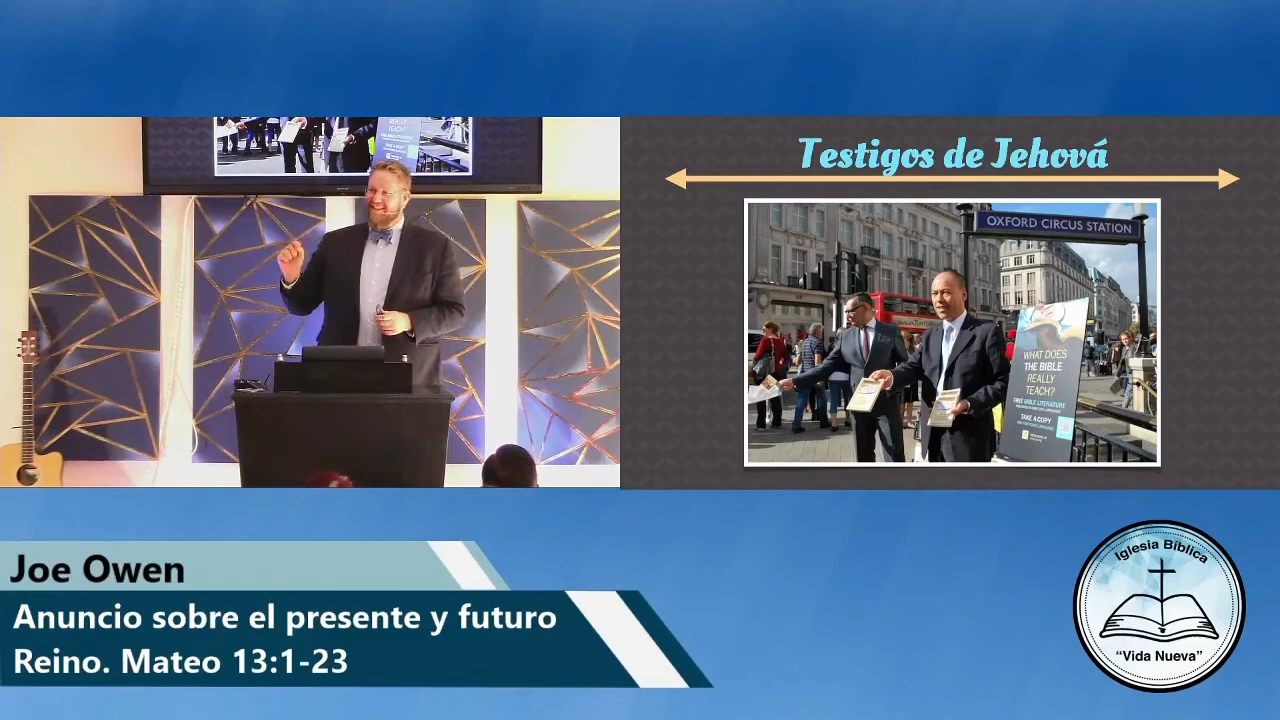 REALLY
TEACH?
Testigos de Jehová
OXFORD CIRCUS STATION
WHAT DOES
THE BIBLE
REALLY
TEACH?
FREE BIBLE LITERATURE
TAKE A COPY
Joe Owen
Anuncio sobre el presente y futuro
Reino. Mateo 13:1-23
Iglesia Bíblica
“Vida Nueva”